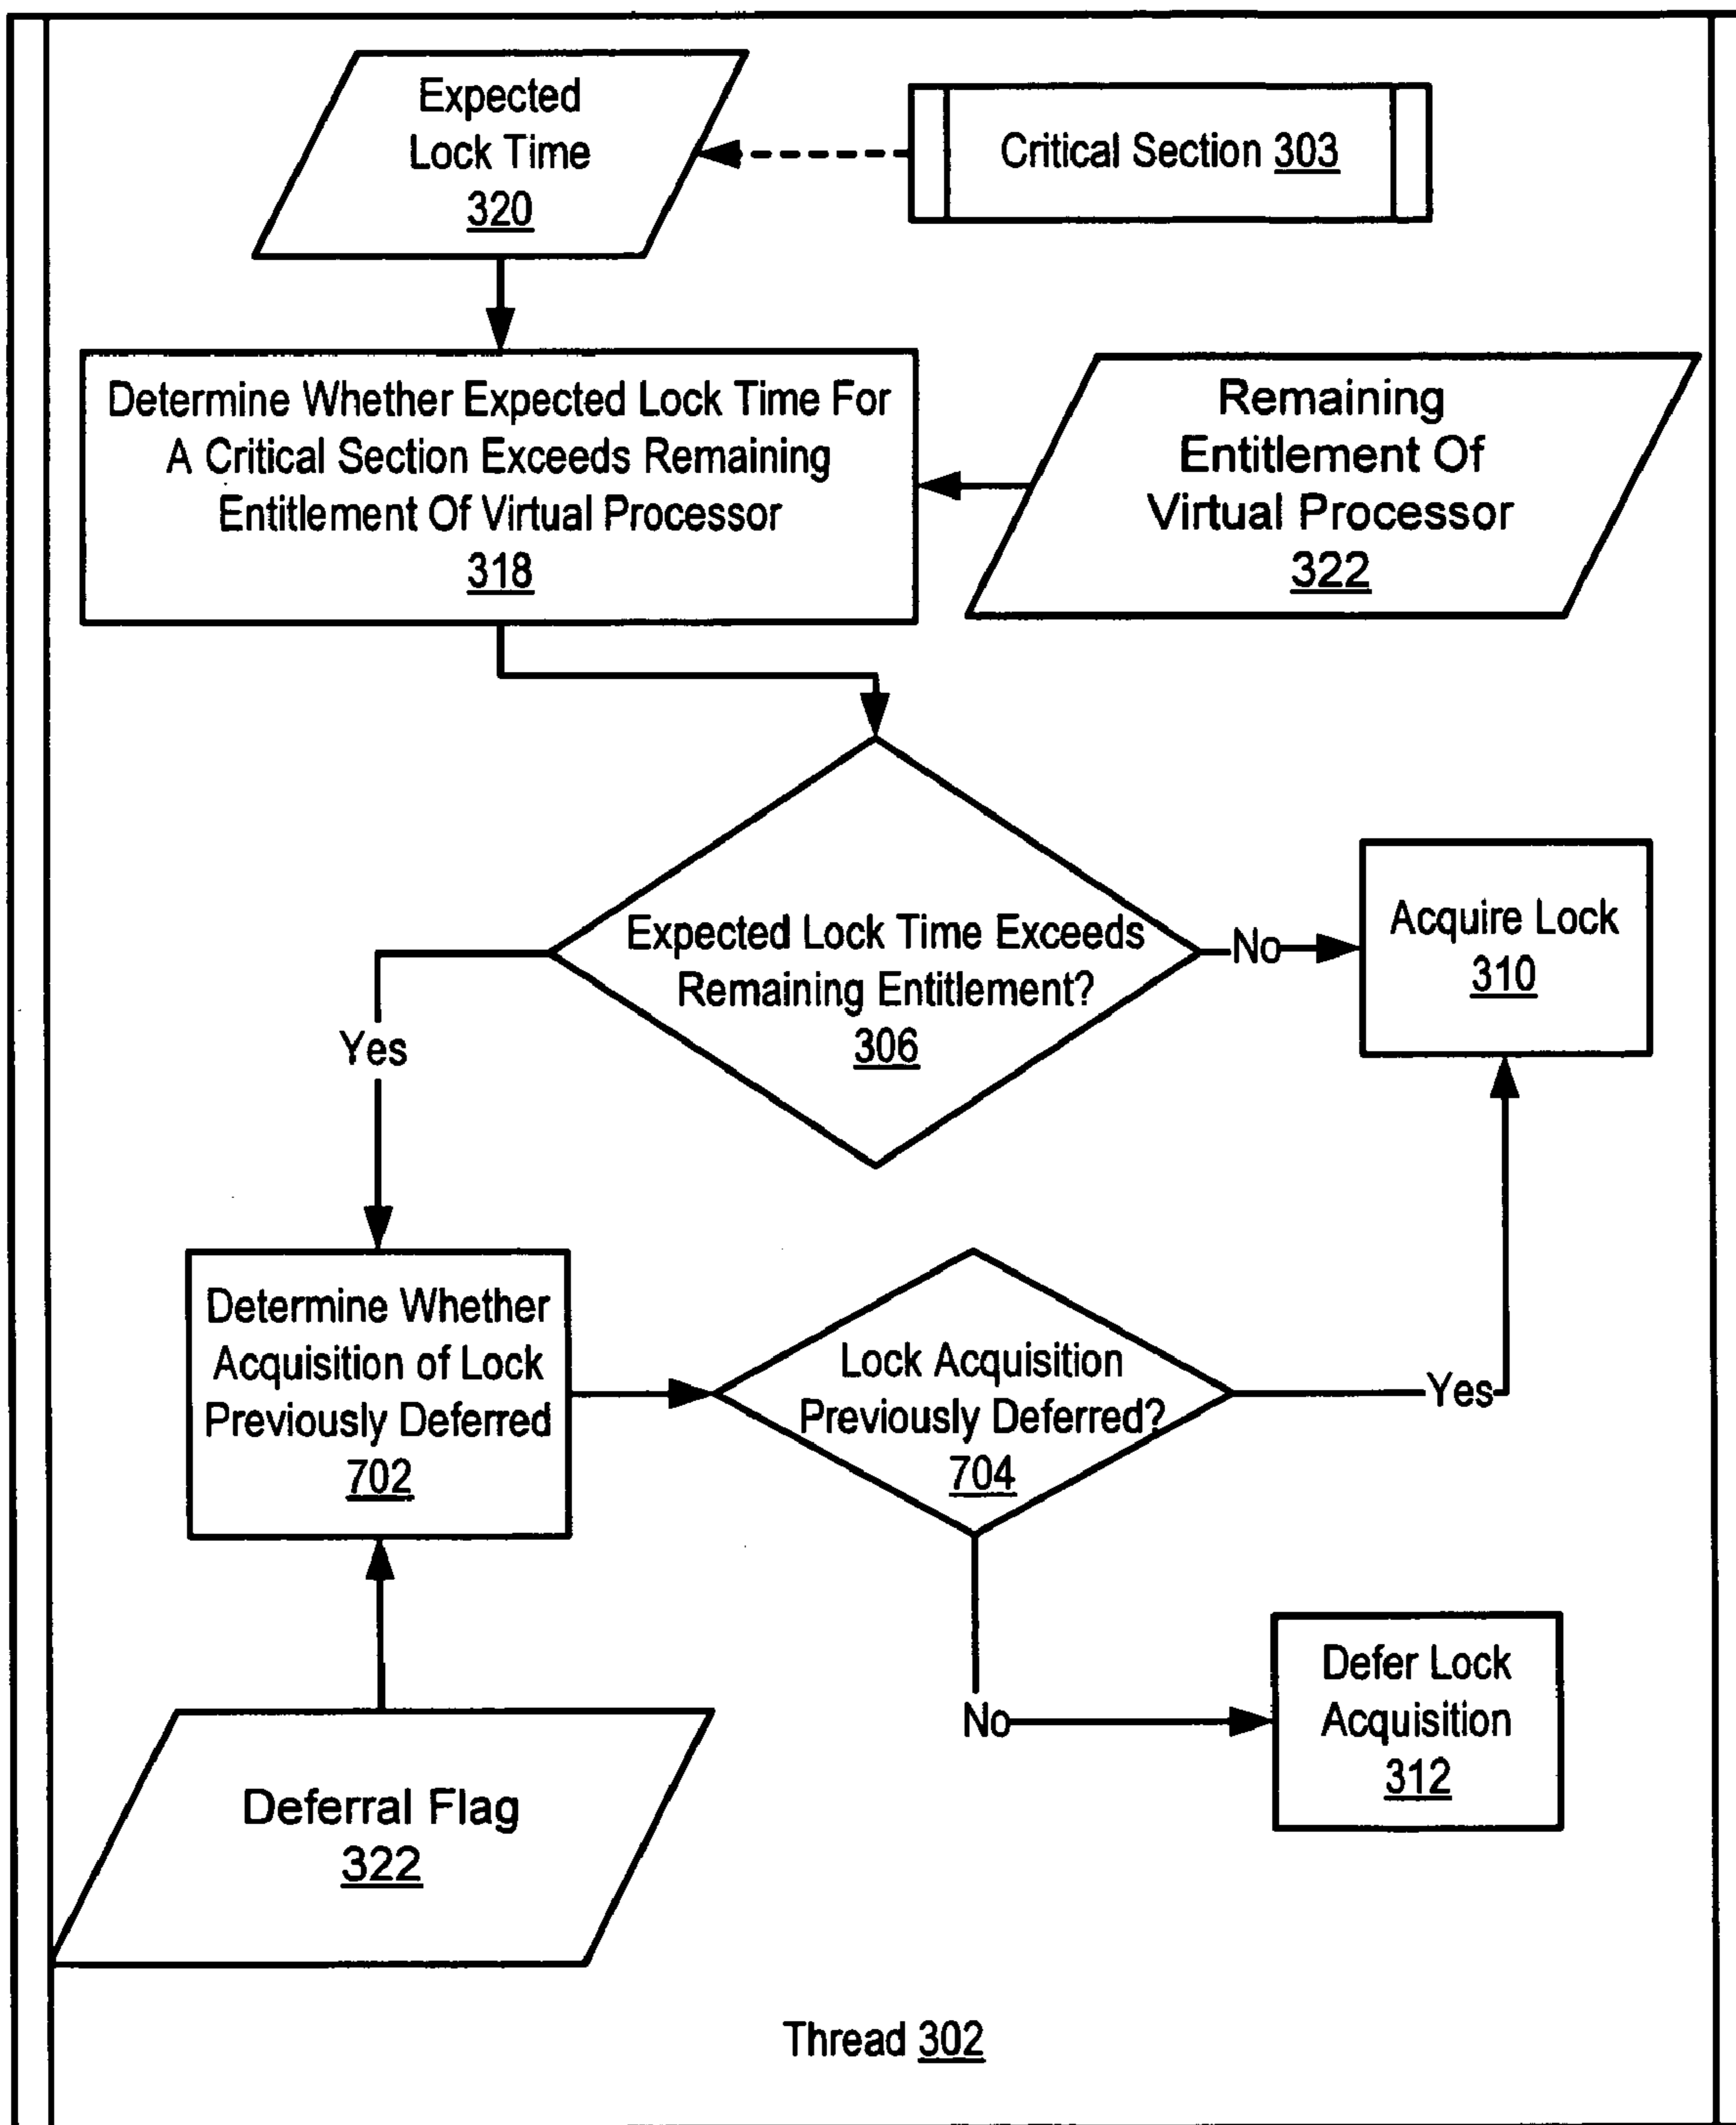 Expected
Lock Time
320
Critical Section 303
Determine Whether Expected Lock Time For
A Critical Section Exceeds Remaining
Entitlement Of Virtual Processor
318
Remaining
Entitlement Of
Virtual Processor
322
Expected Lock Time Exceeds
Remaining Entitlement?
306
No
Acquire Lock
310
Yes
Determine Whether
Acquisition of Lock
Previously Deferred
702
Lock Acquisition
Previously Deferred?
704
Yes
No
Defer Lock
Acquisition
312
Deferral Flag
322
Thread 302